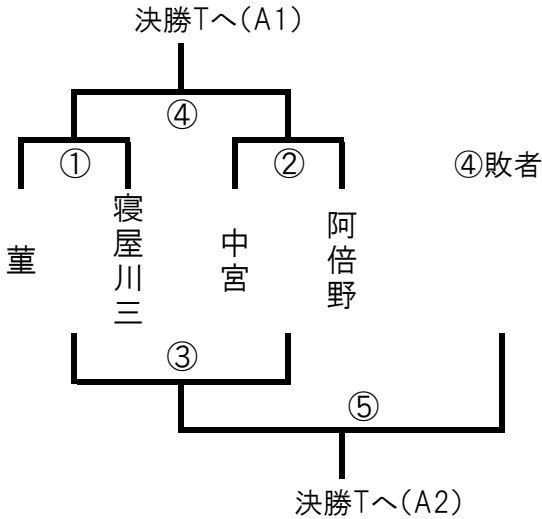 決勝Tへ(A1)
④
①
②
④敗者
菫
寝屋川三
中宮
阿倍野
③
⑤
決勝Tへ(A2)